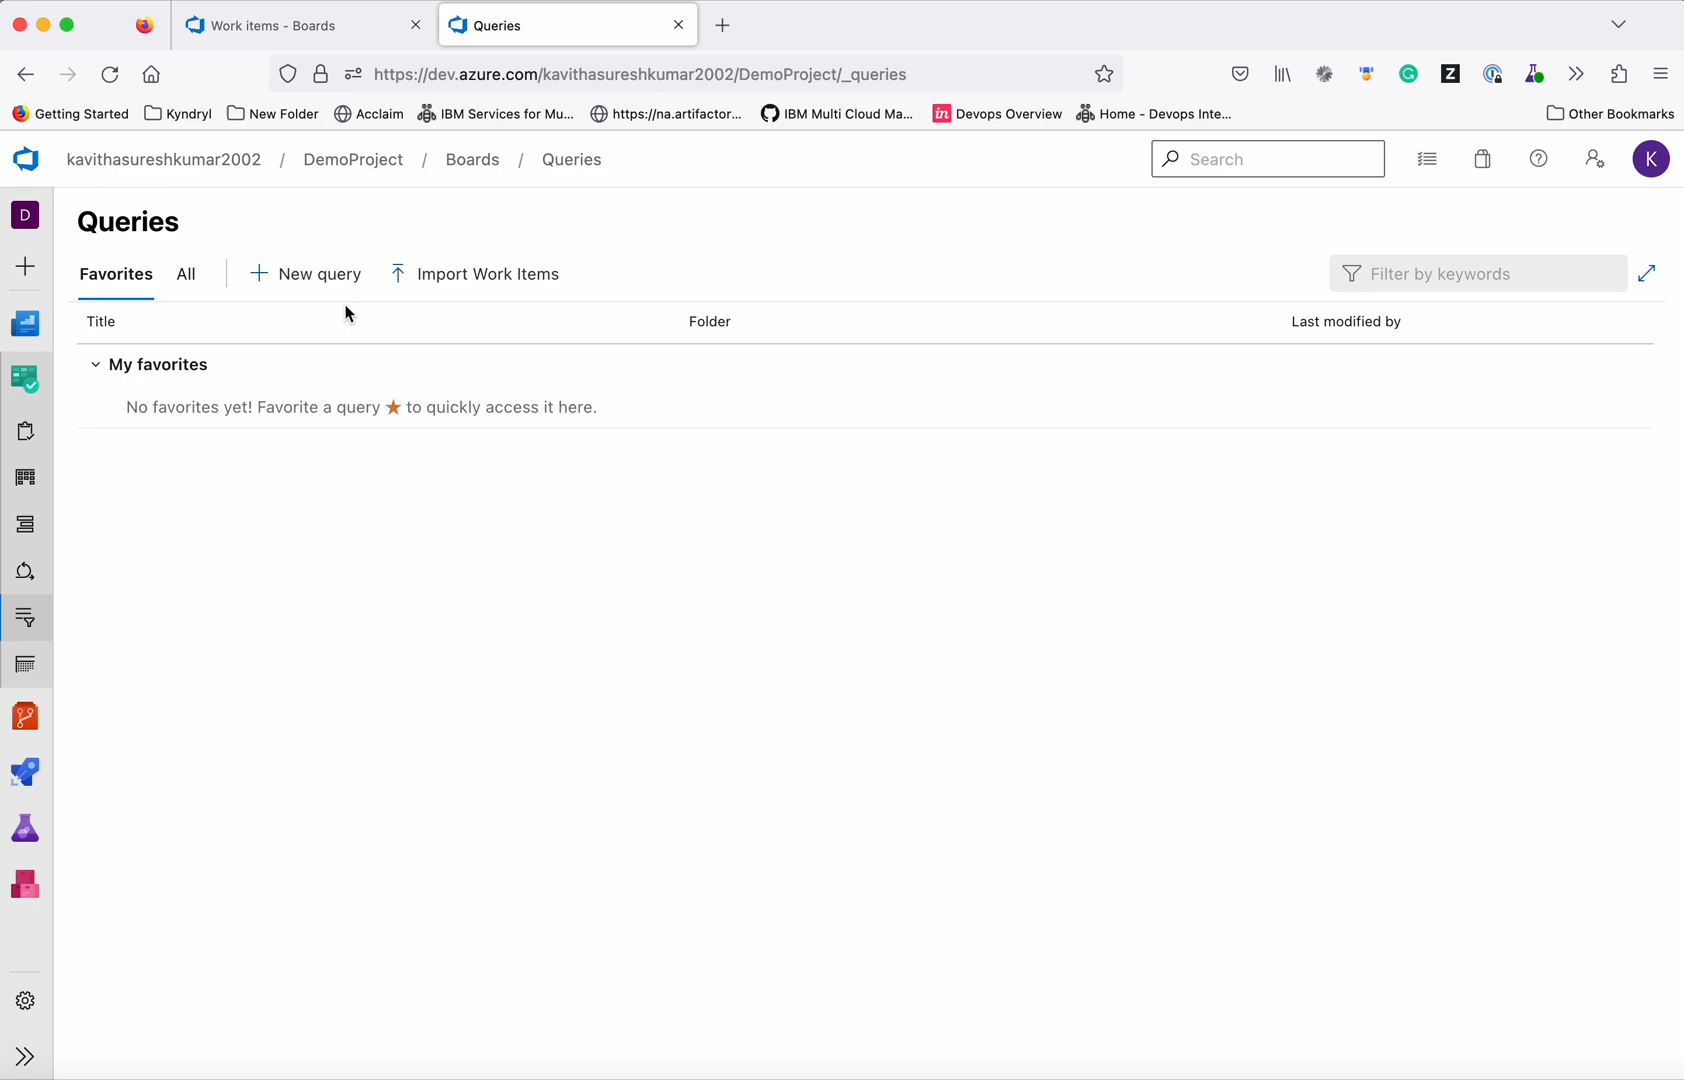 Work items - Boards
Queries
https://dev.azure.com/kavithasureshkumar2002/DemoProject/_queries
Z
Getting Started
Kyndryl
New Folder
Acclaim
IBM Services for Mu...
https://na.artifactor...
IBM Multi Cloud Ma...
in Devops Overview
Home - Devops Inte...
Other Bookmarks
kavithasureshkumar2002 / DemoProject / Boards / Queries
Search
K
D
Queries
Favorites
All
New query
Import Work Items
Filter by keywords
Title
Folder
Last modified by
My favorites
No favorites yet! Favorite a query ★ to quickly access it here.